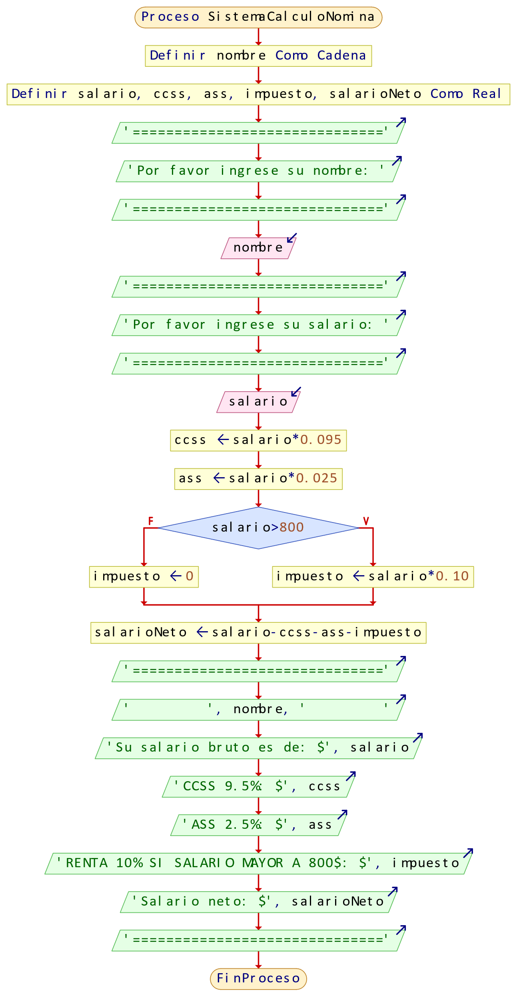 Proceso SistemaCalculoNomina
Definir nombre Como Cadena
Definir salario, ccss, ass, impuesto, salarioNeto Como Real
'=============================='
'Por favor ingrese su nombre: '
'=============================='
nombre
'=============================='
'Por favor ingrese su salario: '
'=============================='
salario
ccss ←salario*0.095
ass ←salario*0.025
F V
salario>800
impuesto ←0 impuesto ←salario*0.10
salarioNeto ←salario-ccss-ass-impuesto
'=============================='
'         ', nombre, '         '
'Su salario bruto es de: $', salario
'CCSS 9.5%: $', ccss
'ASS 2.5%: $', ass
'RENTA 10% SI SALARIO MAYOR A 800$: $', impuesto
'Salario neto: $', salarioNeto
'=============================='
FinProceso